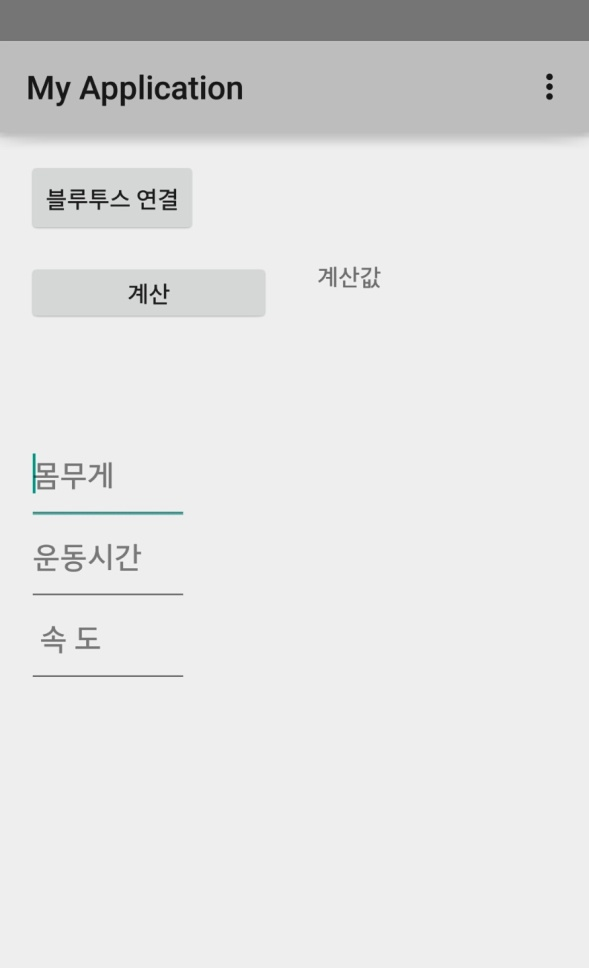 My Application
블루투스 연결
계산
계산값
몸무게
운동시간
속 도